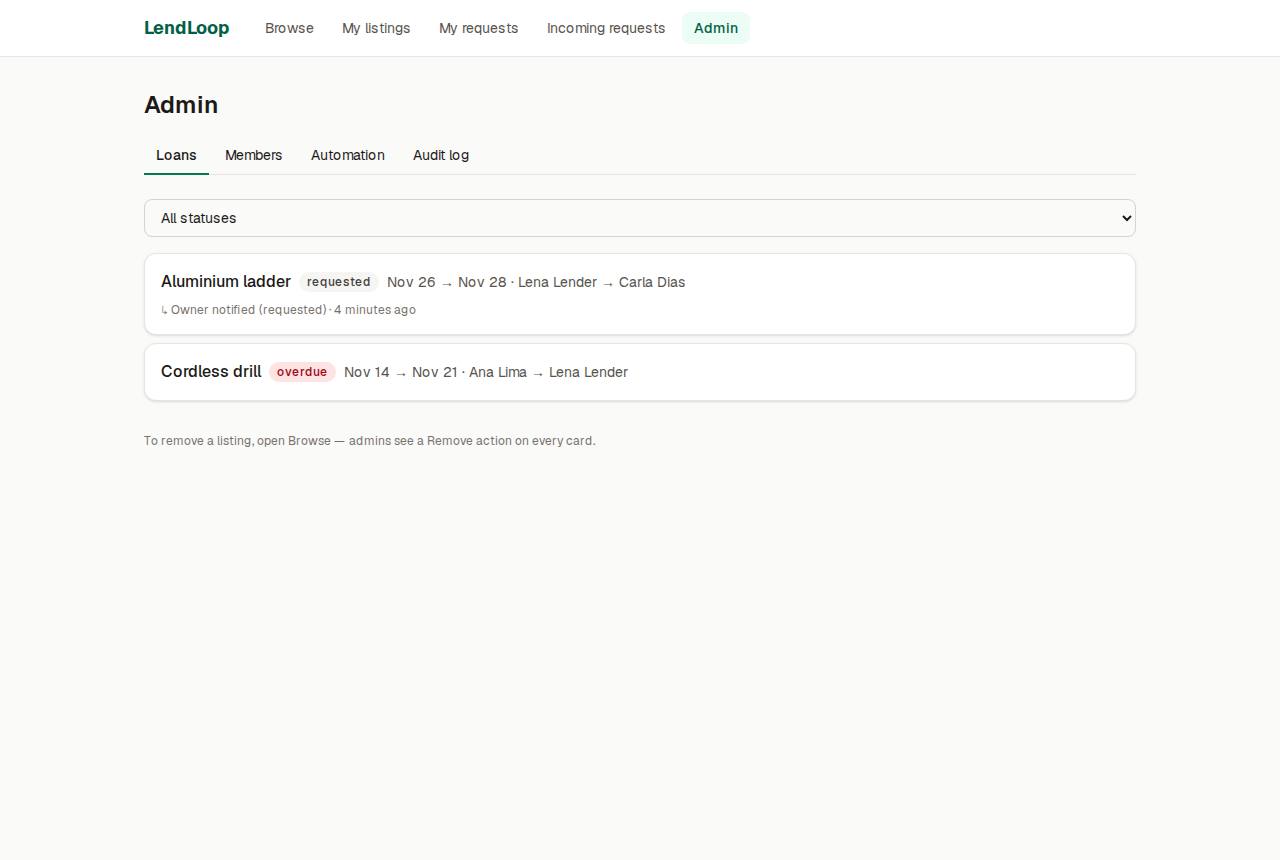 LendLoop Browse My listings My requests Incoming requests Admin
Admin
Loans Members Automation Audit log
All statuses
Aluminium ladder requested Nov 26 → Nov 28 · Lena Lender → Carla Dias
↳ Owner notified (requested) · 4 minutes ago
Cordless drill overdue Nov 14 → Nov 21 · Ana Lima → Lena Lender
To remove a listing, open Browse — admins see a Remove action on every card.